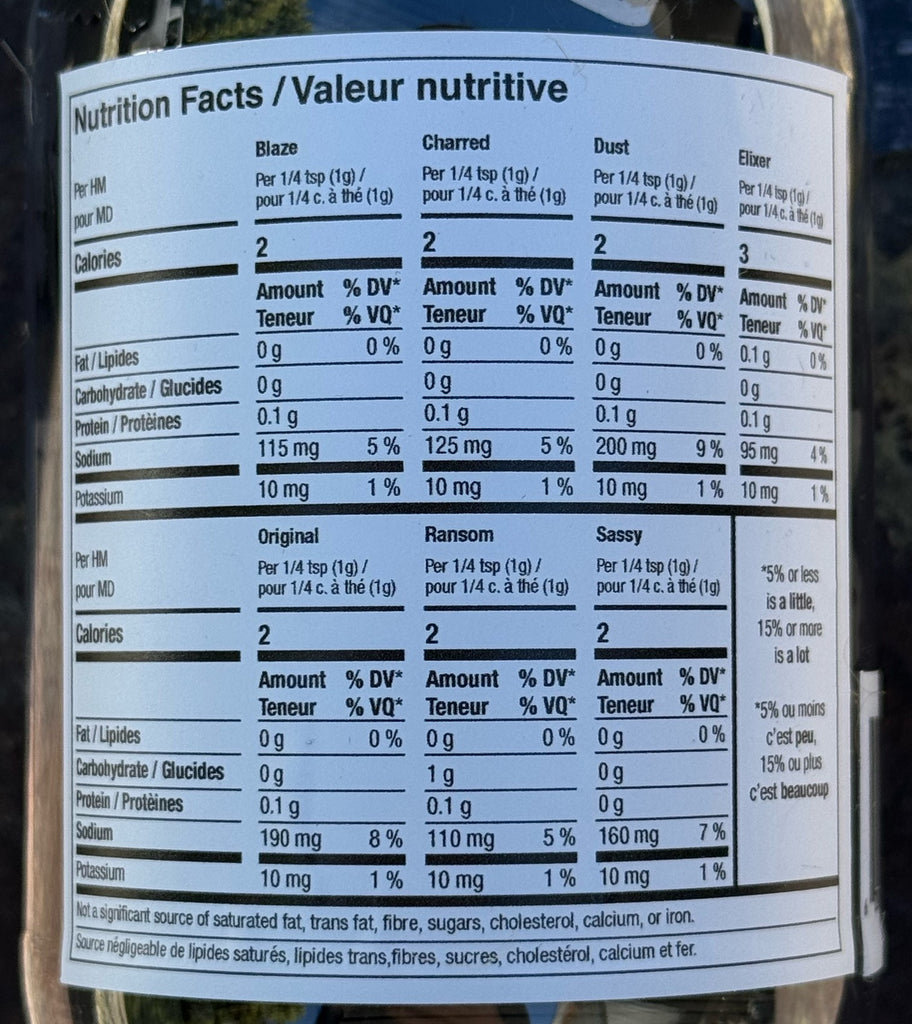 Nutrition Facts / Valeur nutritive
Blaze Charred Dust Elixer
Per HM Per 1/4 tsp (1g) / Per 1/4 tsp (1g) / Per 1/4 tsp (1g) / Per 1/4 tsp (1g) /
pour MD pour 1/4 c. à thé (1g) pour 1/4 c. à thé (1g) pour 1/4 c. à thé (1g) pour 1/4 c. à thé (1g)
Calories 2 2 2 3
Amount % DV* Amount % DV* Amount % DV* Amount % DV*
Teneur % VQ* Teneur % VQ* Teneur % VQ* Teneur % VQ*
Fat / Lipides 0 g 0 % 0 g 0 % 0 g 0 % 0.1 g 0 %
Carbohydrate / Glucides 0 g 0 g 0 g 0 g
Protein / Protèines 0.1 g 0.1 g 0.1 g 0.1 g
Sodium 115 mg 5 % 125 mg 5 % 200 mg 9 % 95 mg 4 %
Potassium 10 mg 1 % 10 mg 1 % 10 mg 1 % 10 mg 1 %
Original Ransom Sassy
Per HM Per 1/4 tsp (1g) / Per 1/4 tsp (1g) / Per 1/4 tsp (1g) /
pour MD pour 1/4 c. à thé (1g) pour 1/4 c. à thé (1g) pour 1/4 c. à thé (1g)
Calories 2 2 2
Amount % DV* Amount % DV* Amount % DV*
Teneur % VQ* Teneur % VQ* Teneur % VQ*
Fat / Lipides 0 g 0 % 0 g 0 % 0 g 0 %
Carbohydrate / Glucides 0 g 1 g 0 g
Protein / Protèines 0.1 g 0.1 g 0 g
Sodium 190 mg 8 % 110 mg 5 % 160 mg 7 %
Potassium 10 mg 1 % 10 mg 1 % 10 mg 1 %
*5% or less
is a little,
15% or more
is a lot
*5% ou moins
c'est peu,
15% ou plus
c'est beaucoup
Not a significant source of saturated fat, trans fat, fibre, sugars, cholesterol, calcium, or iron.
Source négligeable de lipides saturés, lipides trans,fibres, sucres, cholestérol, calcium et fer.